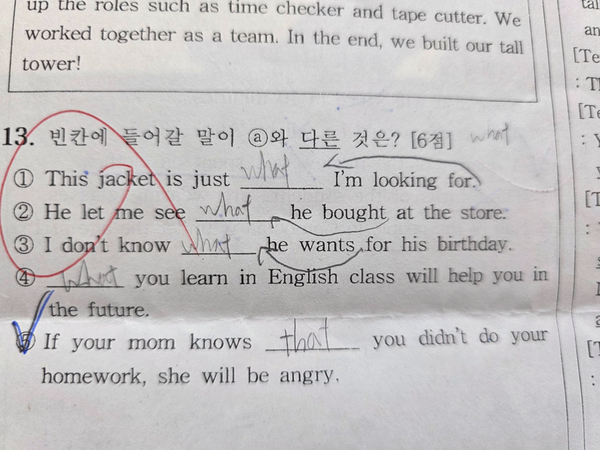 up the roles such as time checker and tape cutter. We
worked together as a team. In the end, we built our tall
tower!
13. 빈칸에 들어갈 말이 ⓐ와 다른 것은? [6점] what
① This jacket is just what I'm looking for.
② He let me see what he bought at the store.
③ I don't know what he wants for his birthday.
④ What you learn in English class will help you in
the future.
⑤ If your mom knows that you didn't do your
homework, she will be angry.
tal
an
[Te
: Th
[Te
: Y
[T
[T
: